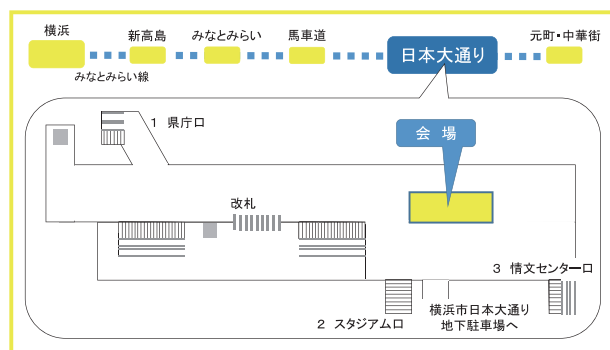 横浜
新高島
みなとみらい
馬車道
日本大通り
元町・中華街
みなとみらい線
1 県庁口
会 場
改札
3 情文センター口
2 スタジアム口
横浜市日本大通り
地下駐車場へ